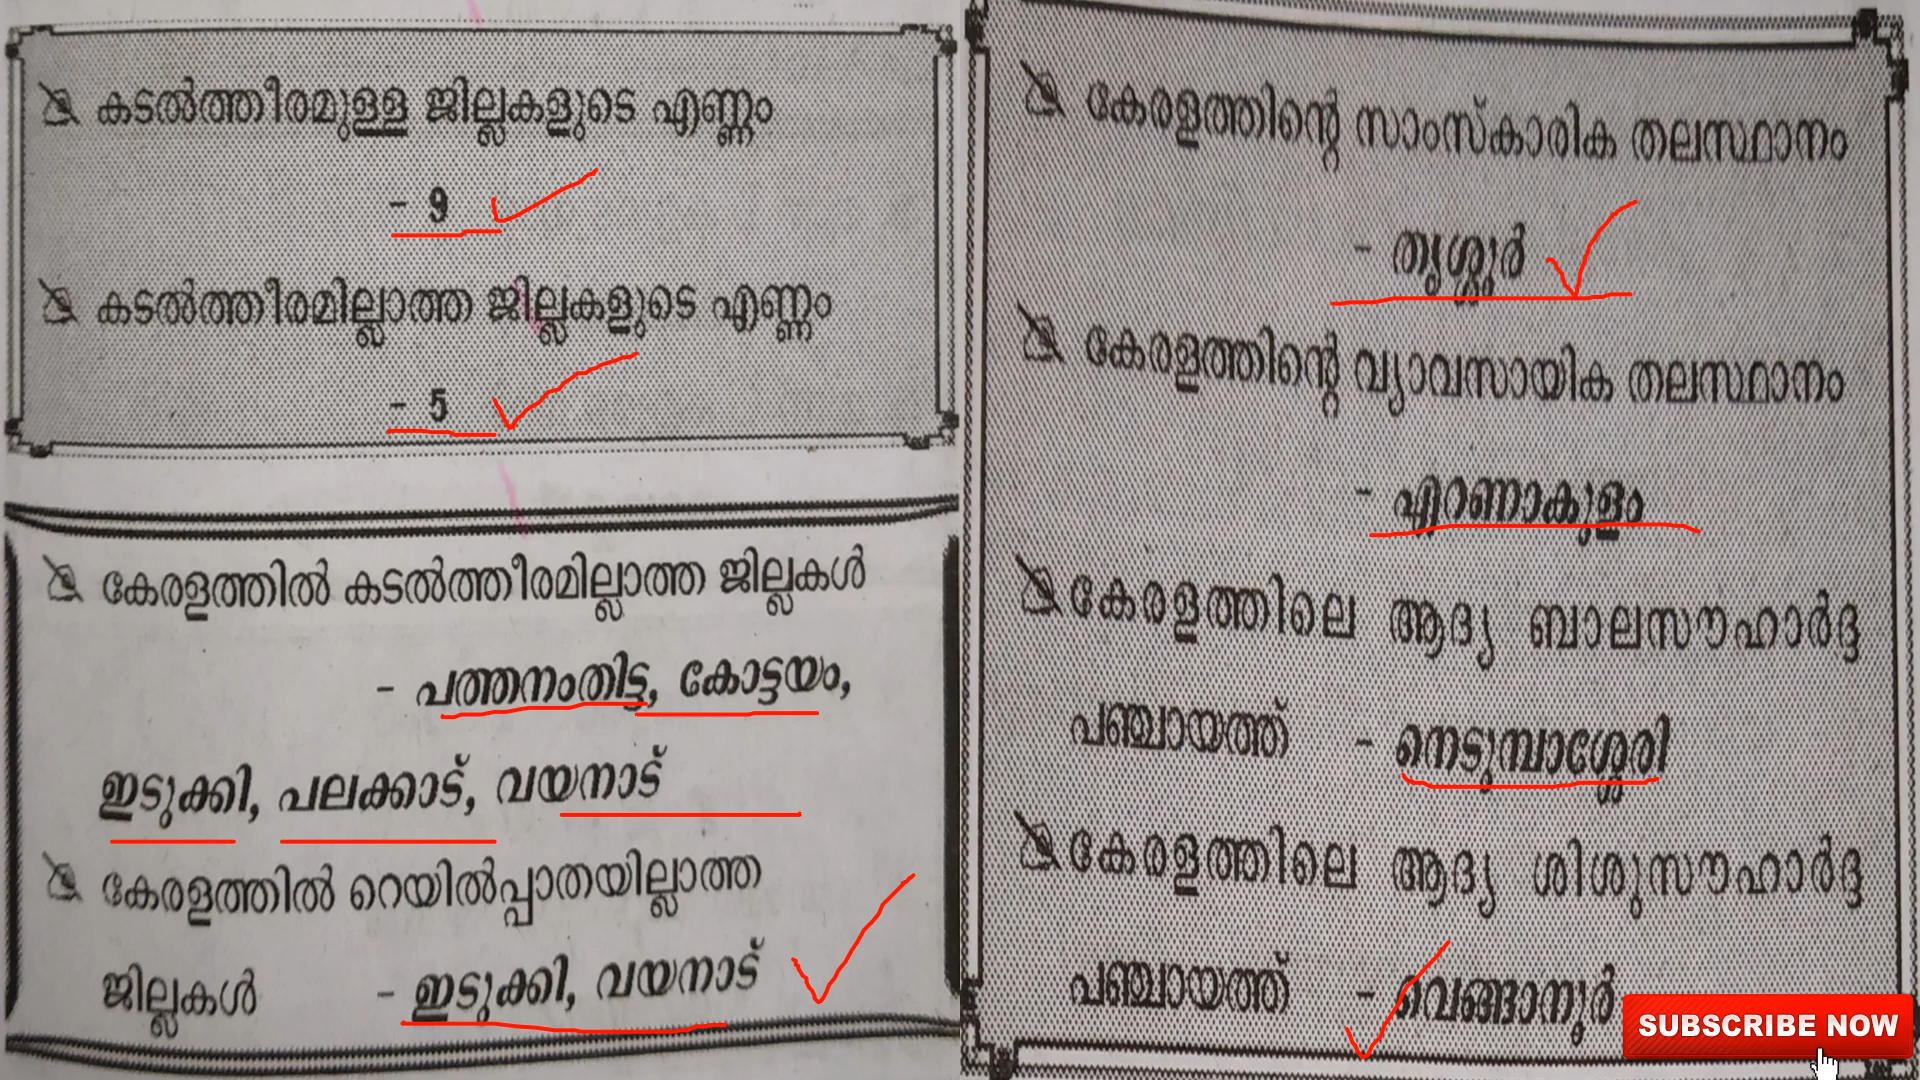 കടൽത്തീരമുള്ള ജില്ലകളുടെ എണ്ണം
- 9
കടൽത്തീരമില്ലാത്ത ജില്ലകളുടെ എണ്ണം
- 5
കേരളത്തിൽ കടൽത്തീരമില്ലാത്ത ജില്ലകൾ
- പത്തനംതിട്ട, കോട്ടയം,
ഇടുക്കി, പലക്കാട്, വയനാട്
കേരളത്തിൽ റെയിൽപ്പാതയില്ലാത്ത
ജില്ലകൾ - ഇടുക്കി, വയനാട്
കേരളത്തിന്റെ സാംസ്കാരിക തലസ്ഥാനം
- തൃശ്ശൂർ
കേരളത്തിന്റെ വ്യാവസായിക തലസ്ഥാനം
- എറണാകുളം
കേരളത്തിലെ ആദ്യ ബാലസൗഹാർദ്ദ
പഞ്ചായത്ത് - നെടുമ്പാശ്ശേരി
കേരളത്തിലെ ആദ്യ ശിശുസൗഹാർദ്ദ
പഞ്ചായത്ത് - വെങ്ങാനൂർ
SUBSCRIBE NOW